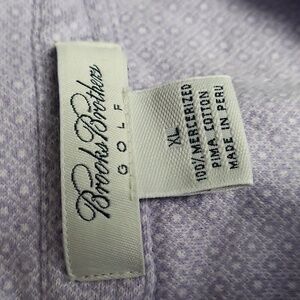 Brooks Brothers
GOLF
XL
100% MERCERIZED
PIMA COTTON
MADE IN PERU